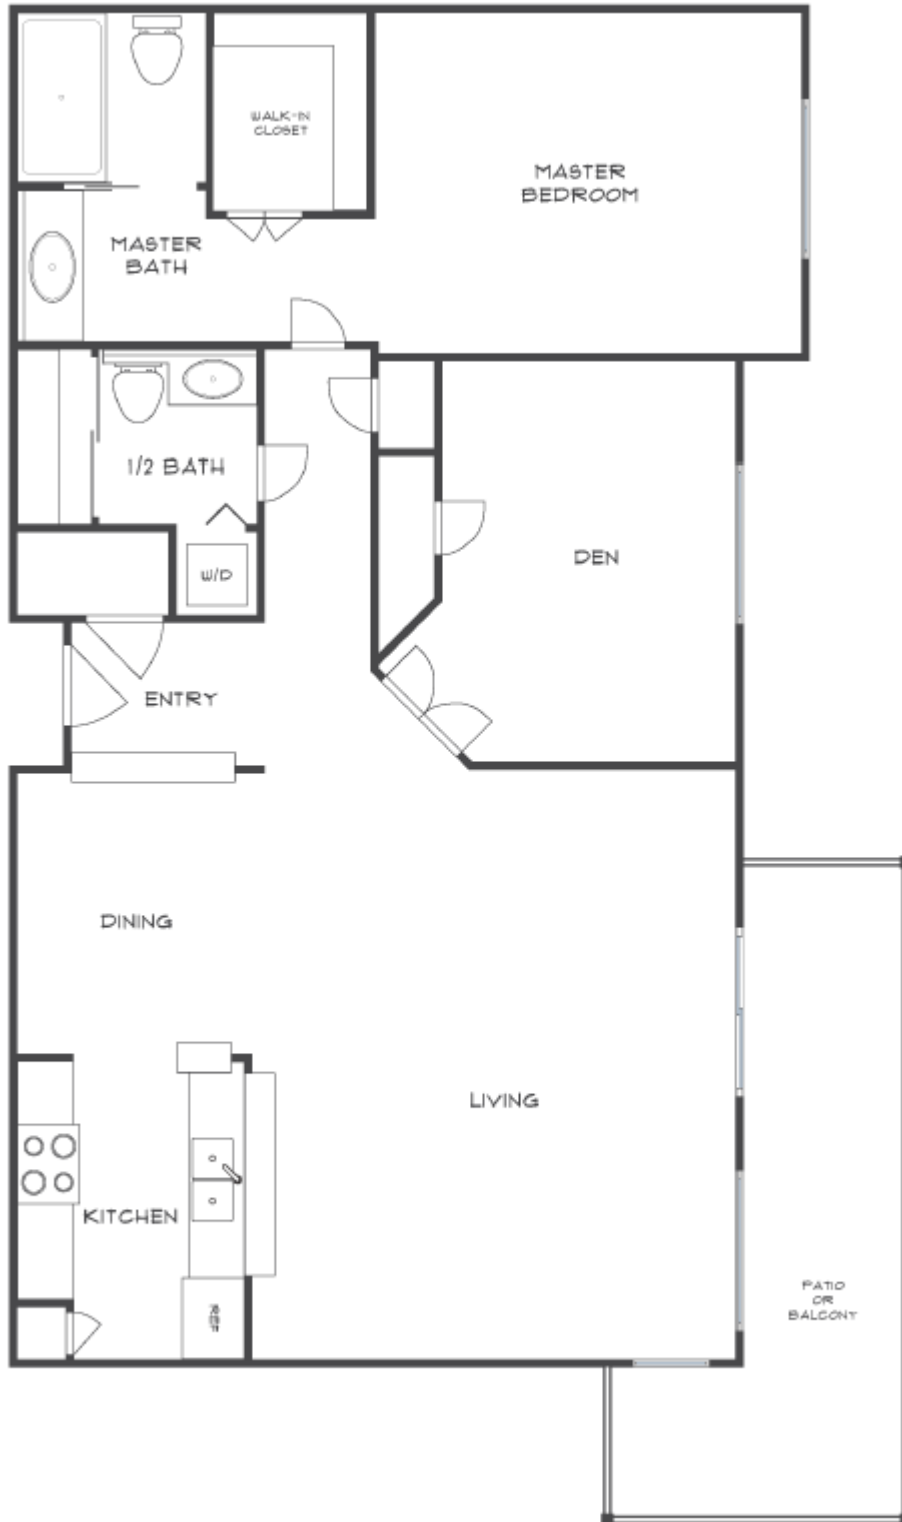 WALK-IN
CLOSET
MASTER
BEDROOM
MASTER
BATH
1/2 BATH
W/D
DEN
ENTRY
DINING
LIVING
KITCHEN
REF
PATIO
OR
BALCONY